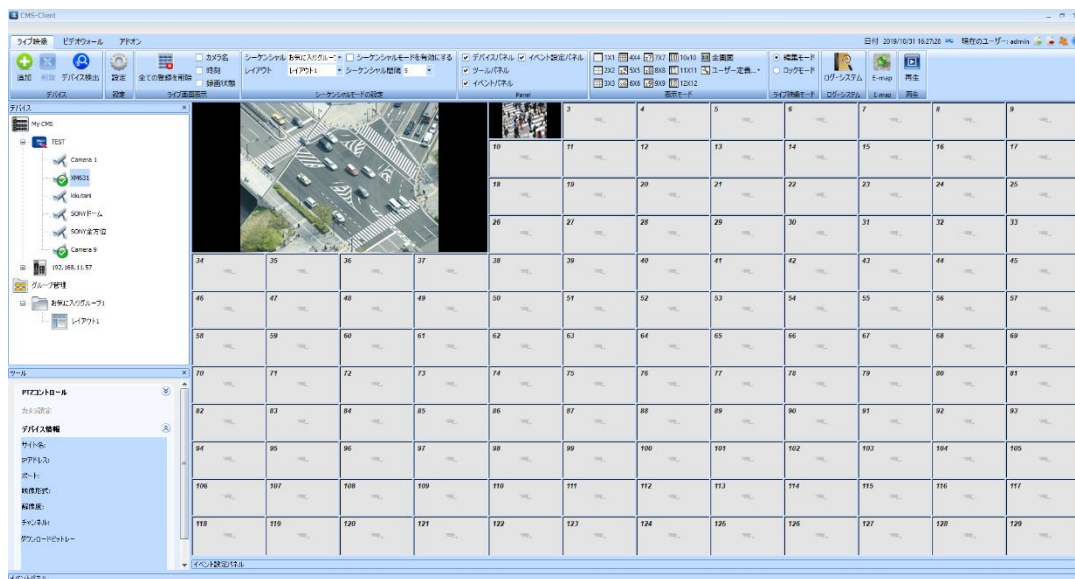 CMS-Client
ライブ映像 ビデオウォール アドオン
日付 2019/10/31 16:27:28 現在のユーザー: admin
追加 削除 デバイス検出 設定 全ての登録を削除
カメラ名
時刻
録画状態
シーケンシャル お気に入りグループ シーケンシャルモードを有効にする
レイアウト レイアウト1 シーケンシャル間隔 5
デバイスパネル イベント設定パネル
ツールパネル
イベントパネル
1X1 4X4 7X7 10x10 全画面
2X2 5X5 8X8 11X11 ユーザー定義...
3X3 6X6 9X9 12X12
編集モード
ロックモード
ログ・システム E-map 再生
デバイス 設定 ライブ画面表示 シーケンシャルモードの設定 Panel 表示モード ライブ映像モード ログ・システム E-map 再生
デバイス
My CMS
TEST
Camera 1
XM631
kikutani
SONYドーム
SONY全方位
Camera 9
192.168.11.57
グループ管理
お気に入りグループ1
レイアウト1
ツール
PTZコントロール
カメラ設定
デバイス情報
サイト名:
IPアドレス:
ポート:
映像形式:
解像度:
チャンネル:
ダウンロードビットレー
3 4 5 6 7 8 9
10 11 12 13 14 15 16 17
18 19 20 21 22 23 24 25
26 27 28 29 30 31 32 33
34 35 36 37 38 39 40 41 42 43 44 45
46 47 48 49 50 51 52 53 54 55 56 57
58 59 60 61 62 63 64 65 66 67 68 69
70 71 72 73 74 75 76 77 78 79 80 81
82 83 84 85 86 87 88 89 90 91 92 93
94 95 96 97 98 99 100 101 102 103 104 105
106 107 108 109 110 111 112 113 114 115 116 117
118 119 120 121 122 123 124 125 126 127 128 129
イベント設定パネル
イベントパネル